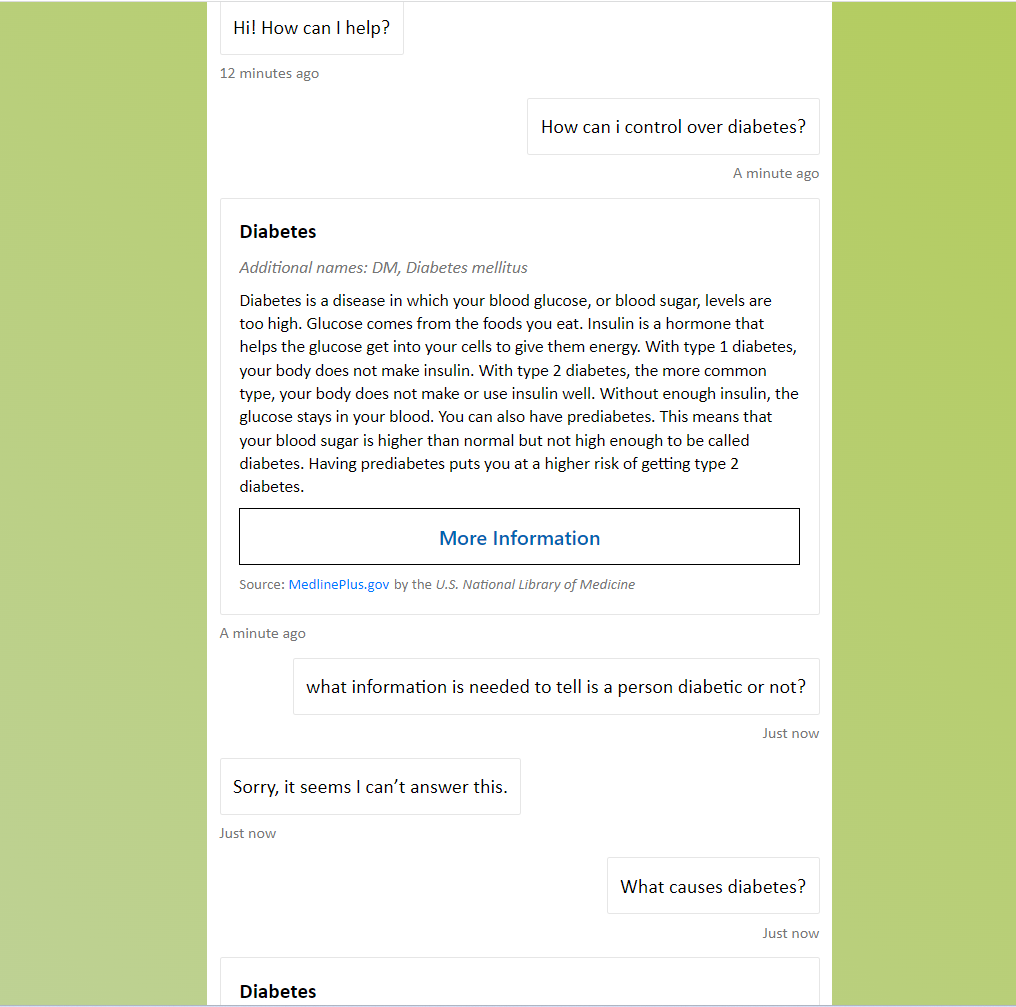 Hi! How can I help?
12 minutes ago
How can i control over diabetes?
A minute ago
Diabetes
Additional names: DM, Diabetes mellitus
Diabetes is a disease in which your blood glucose, or blood sugar, levels are
too high. Glucose comes from the foods you eat. Insulin is a hormone that
helps the glucose get into your cells to give them energy. With type 1 diabetes,
your body does not make insulin. With type 2 diabetes, the more common
type, your body does not make or use insulin well. Without enough insulin, the
glucose stays in your blood. You can also have prediabetes. This means that
your blood sugar is higher than normal but not high enough to be called
diabetes. Having prediabetes puts you at a higher risk of getting type 2
diabetes.
More Information
Source: MedlinePlus.gov by the U.S. National Library of Medicine
A minute ago
what information is needed to tell is a person diabetic or not?
Just now
Sorry, it seems I can’t answer this.
Just now
What causes diabetes?
Just now
Diabetes